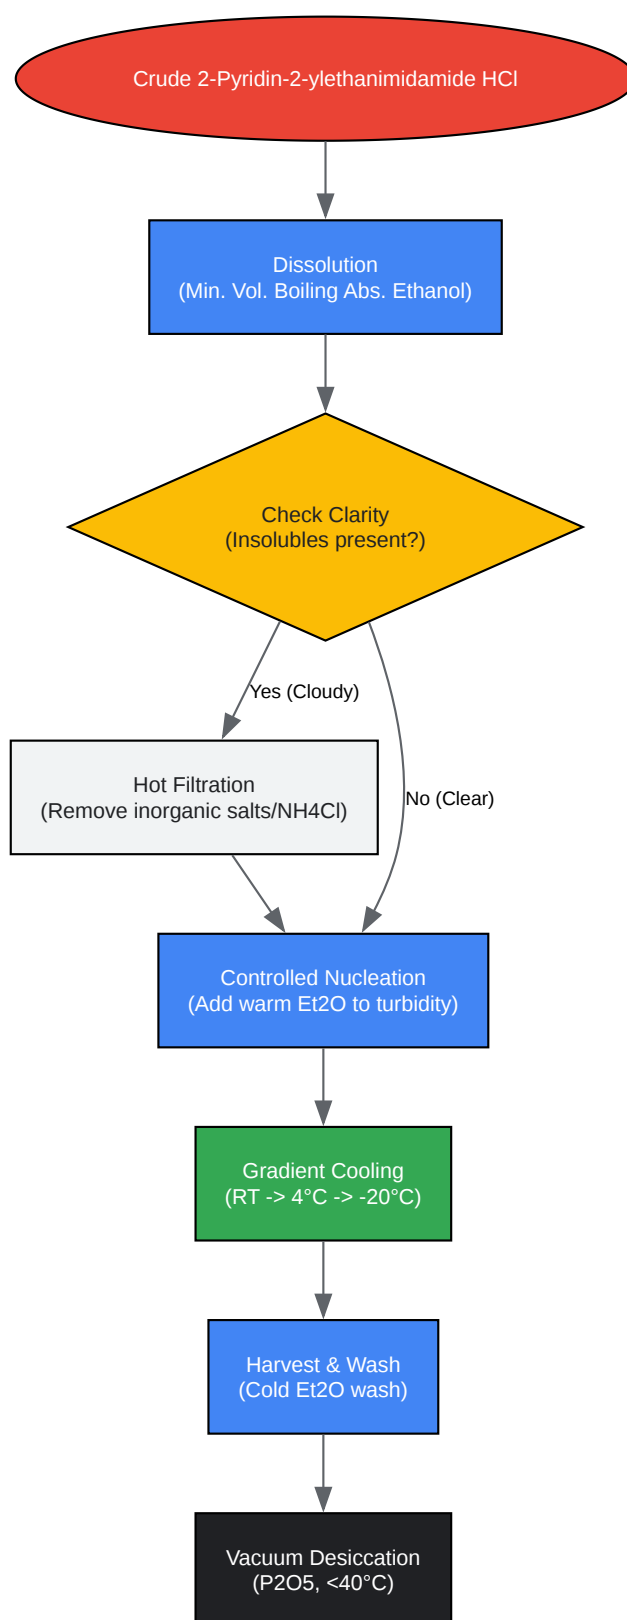 Crude 2-Pyridin-2-ylethanimidamide HCl
Dissolution
(Min. Vol. Boiling Abs. Ethanol)
Check Clarity
(Insolubles present?)
Yes (Cloudy)
Hot Filtration
(Remove inorganic salts/NH4Cl)
No (Clear)
Controlled Nucleation
(Add warm Et2O to turbidity)
Gradient Cooling
(RT -> 4°C -> -20°C)
Harvest & Wash
(Cold Et2O wash)
Vacuum Desiccation
(P2O5, <40°C)